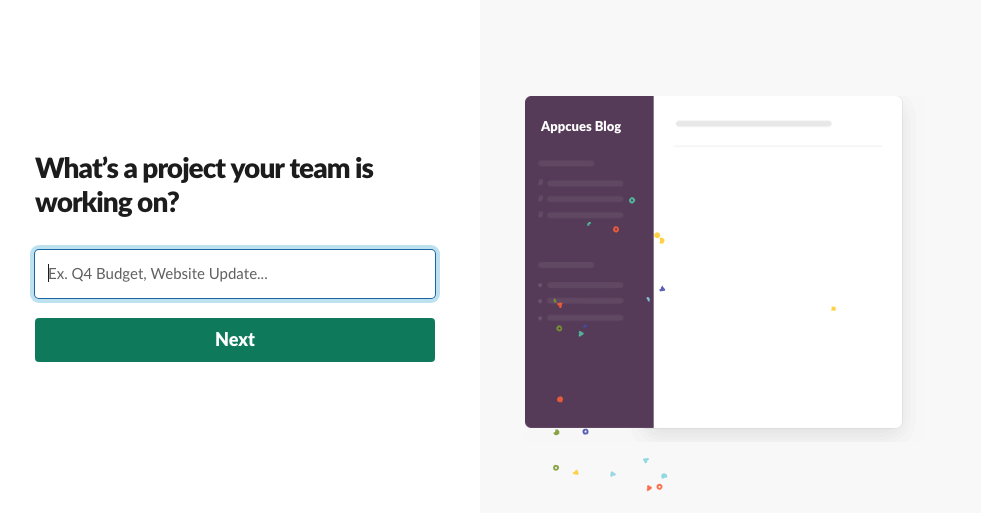 What’s a project your team is
working on?
Ex. Q4 Budget, Website Update...
Next
Appcues Blog